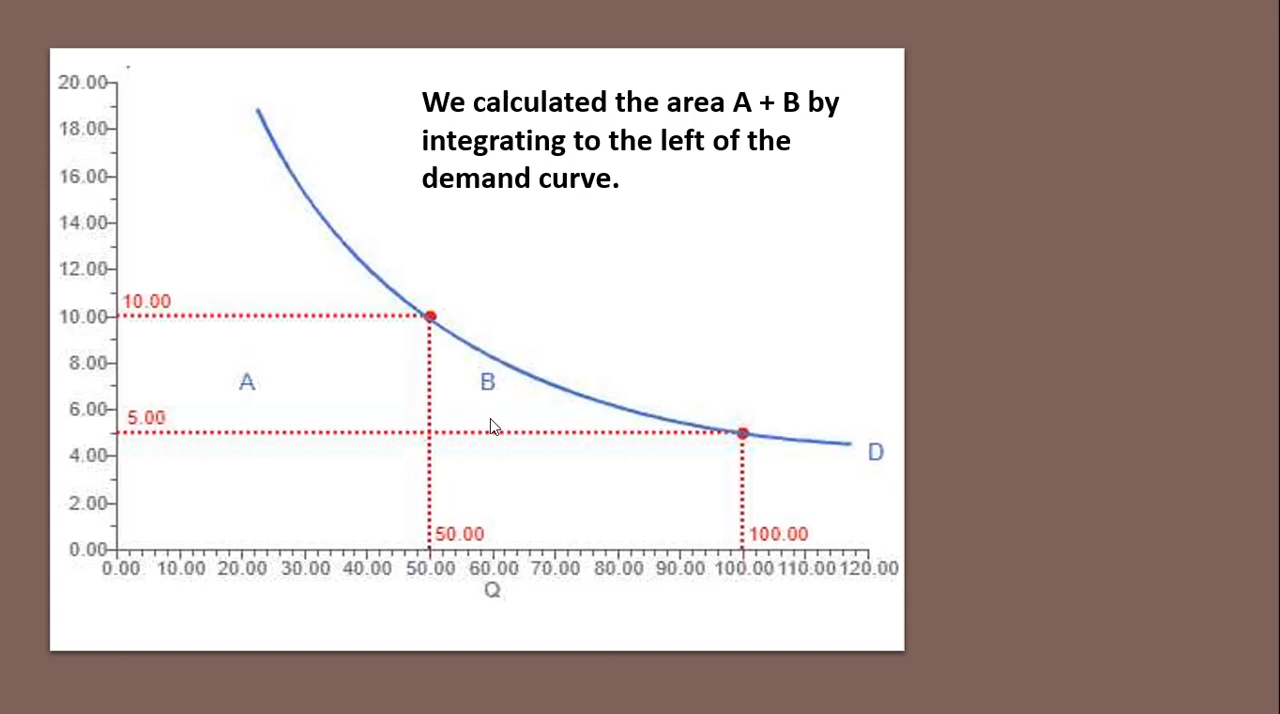 We calculated the area A + B by
integrating to the left of the
demand curve.
20.00
18.00
16.00
14.00
12.00
10.00
10.00
8.00
A
B
6.00
5.00
4.00
D
2.00
50.00
100.00
0.00
0.00 10.00 20.00 30.00 40.00 50.00 60.00 70.00 80.00 90.00 100.00 110.00 120.00
Q